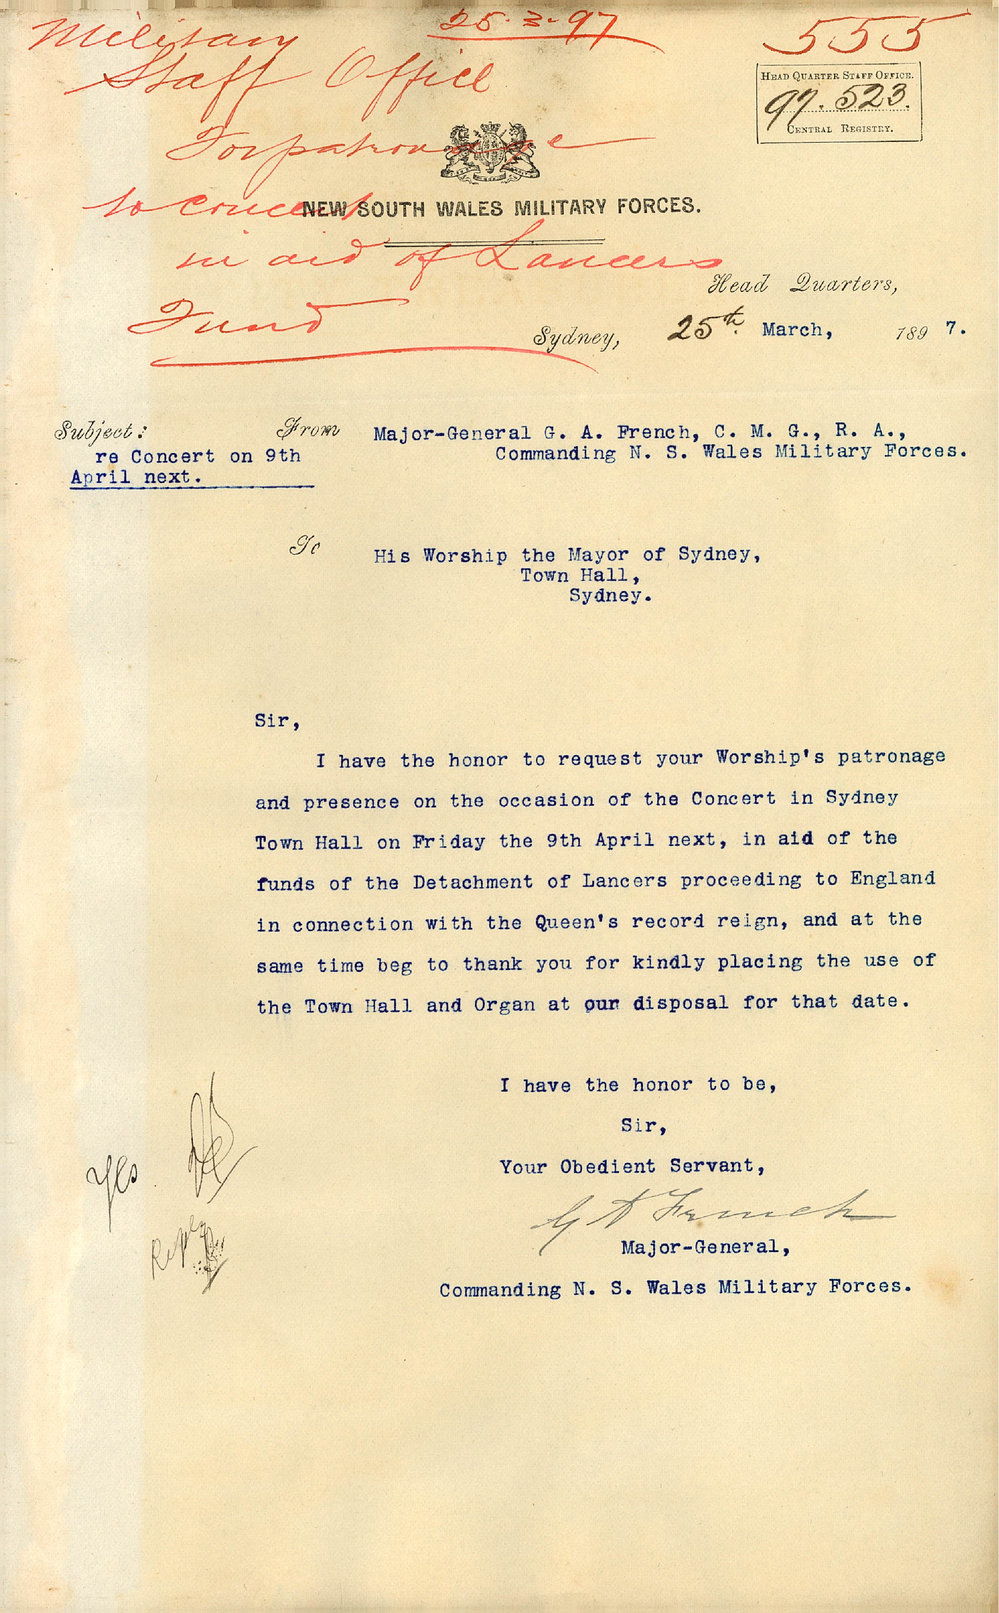 25.3.97
555
Military
Staff Office
For patronage
to Concert
in aid of Lancers
Fund
HEAD QUARTER STAFF OFFICE.
97.523.
CENTRAL REGISTRY.
NEW SOUTH WALES MILITARY FORCES.
Head Quarters,
Sydney, 25th. March, 1897.
Subject:
re Concert on 9th
April next.
From Major-General G. A. French, C. M. G., R. A.,
Commanding N. S. Wales Military Forces.
To His Worship the Mayor of Sydney,
Town Hall,
Sydney.
Sir,
I have the honor to request your Worship's patronage
and presence on the occasion of the Concert in Sydney
Town Hall on Friday the 9th April next, in aid of the
funds of the Detachment of Lancers proceeding to England
in connection with the Queen's record reign, and at the
same time beg to thank you for kindly placing the use of
the Town Hall and Organ at our disposal for that date.
I have the honor to be,
Sir,
Your Obedient Servant,
G A French
Major-General,
Commanding N. S. Wales Military Forces.
Yes
Reply